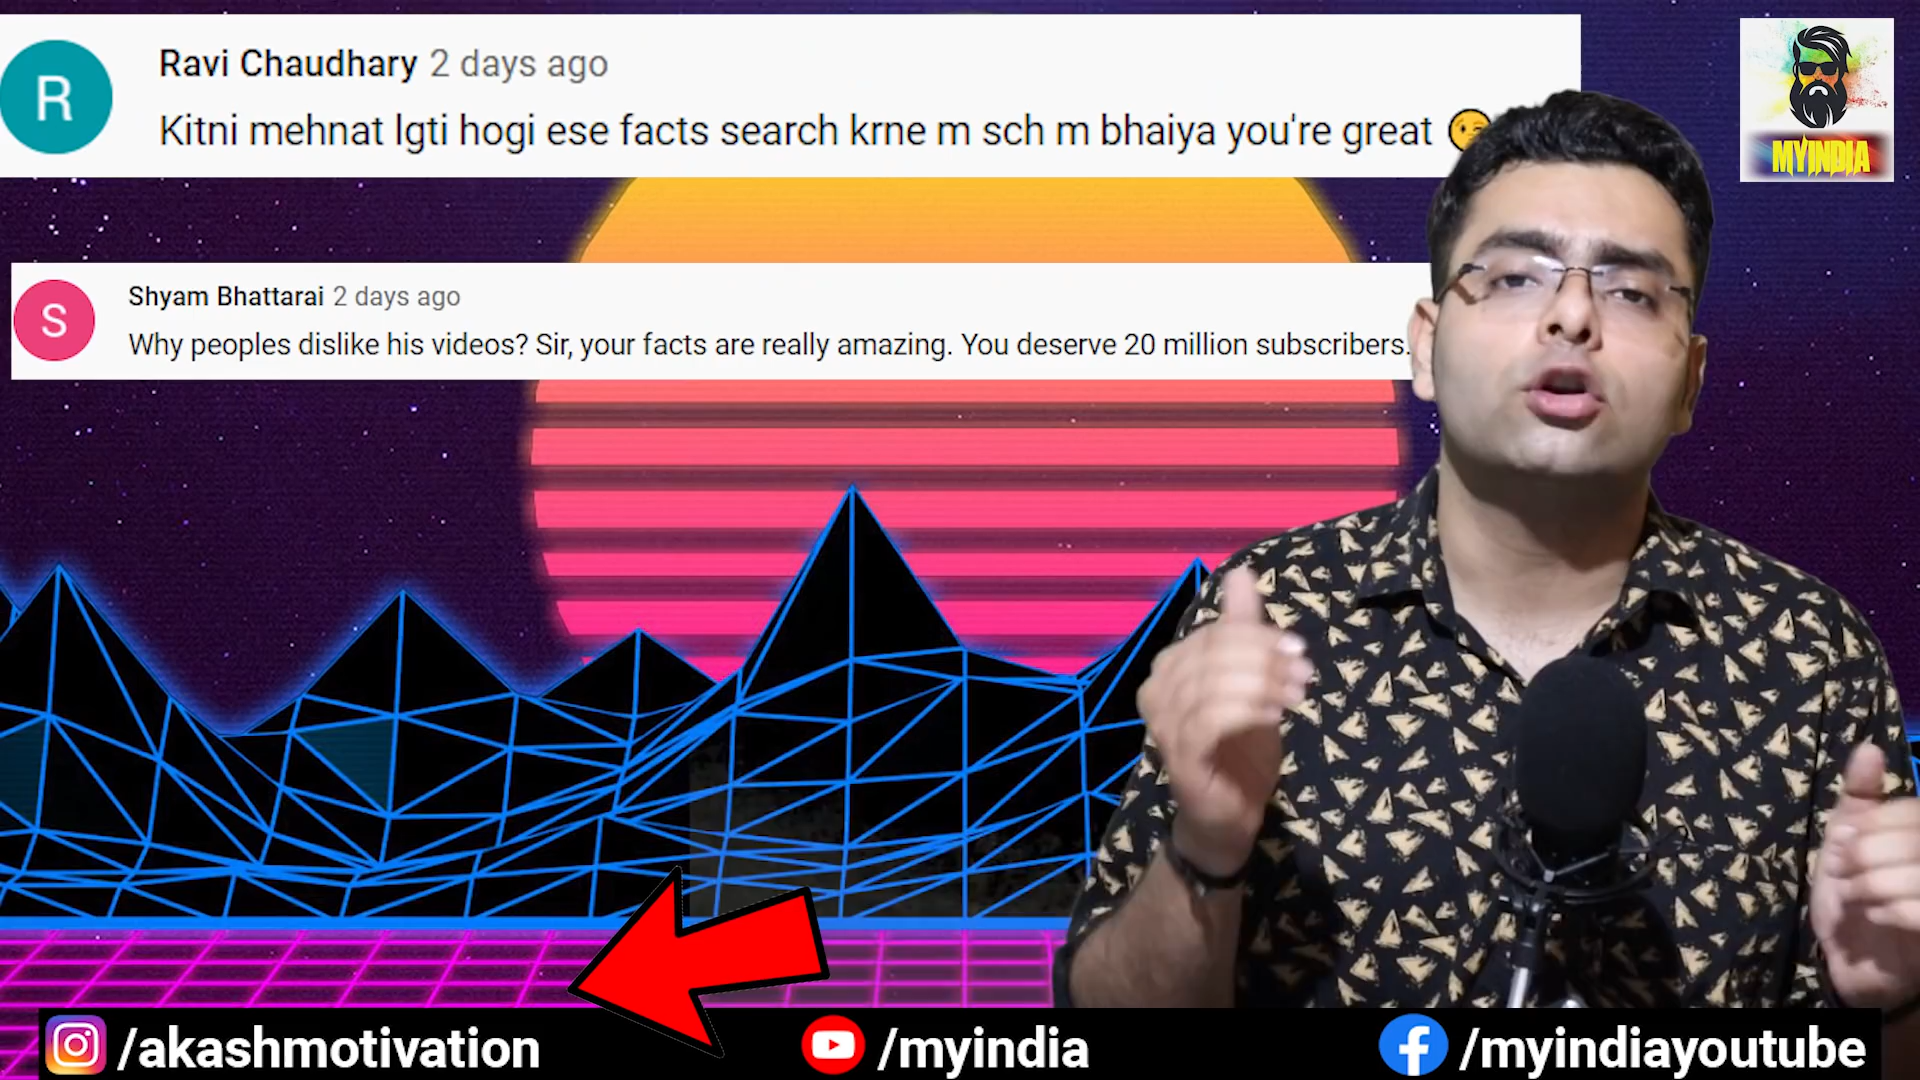 R
Ravi Chaudhary 2 days ago
Kitni mehnat lgti hogi ese facts search krne m sch m bhaiya you're great 😉
MYINDIA
S
Shyam Bhattarai 2 days ago
Why peoples dislike his videos? Sir, your facts are really amazing. You deserve 20 million subscribers.
/akashmotivation
/myindia
/myindiayoutube